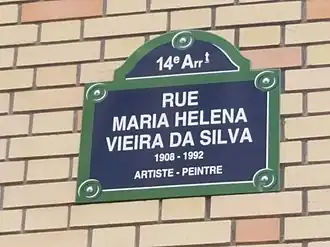 14e Arrt
RUE
MARIA HELENA
VIEIRA DA SILVA
1908 - 1992
ARTISTE - PEINTRE